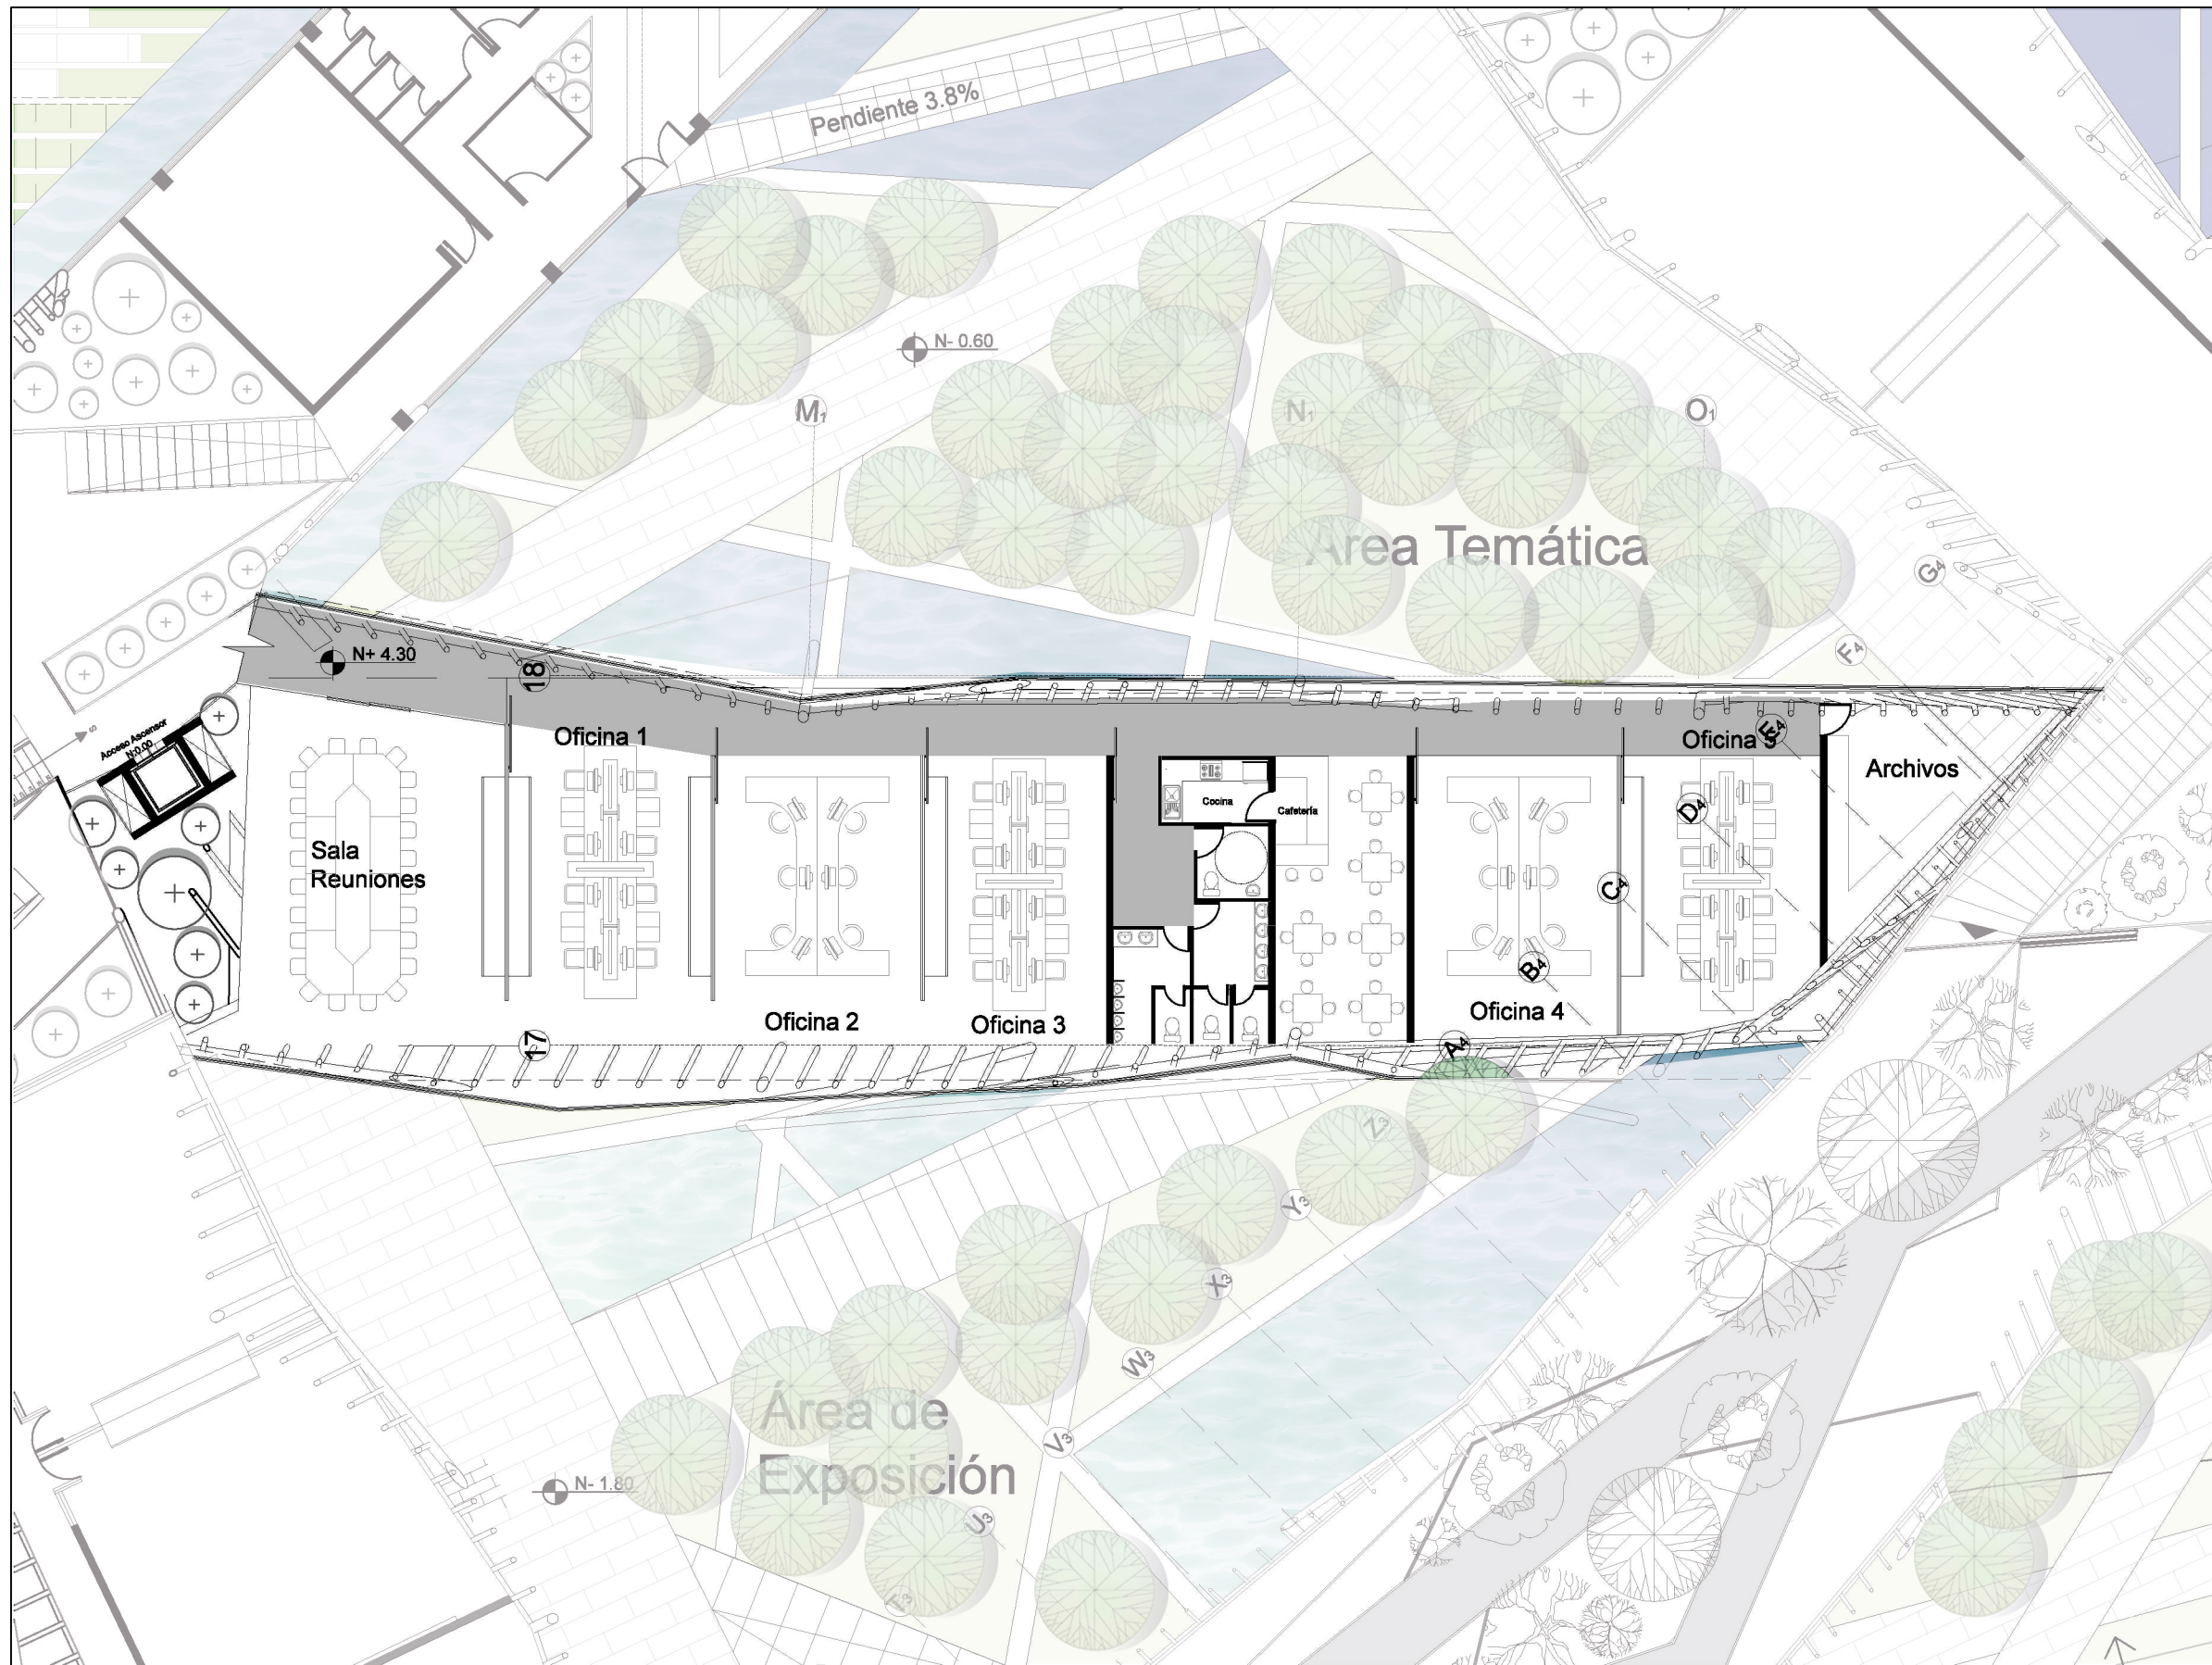 Pendiente 3.8%
N- 0.60
M1
N1
O1
Área Temática
G4
F4
N+ 4.30
18
S
Acceso Ascensor
N:0.00
Oficina 1
Oficina 5
E4
Archivos
Cocina
Cafetería
D4
Sala
Reuniones
C4
B4
Oficina 2
Oficina 3
Oficina 4
17
A4
Z3
Y3
X3
W3
Área de
Exposición
V3
N- 1.80
U3
T3